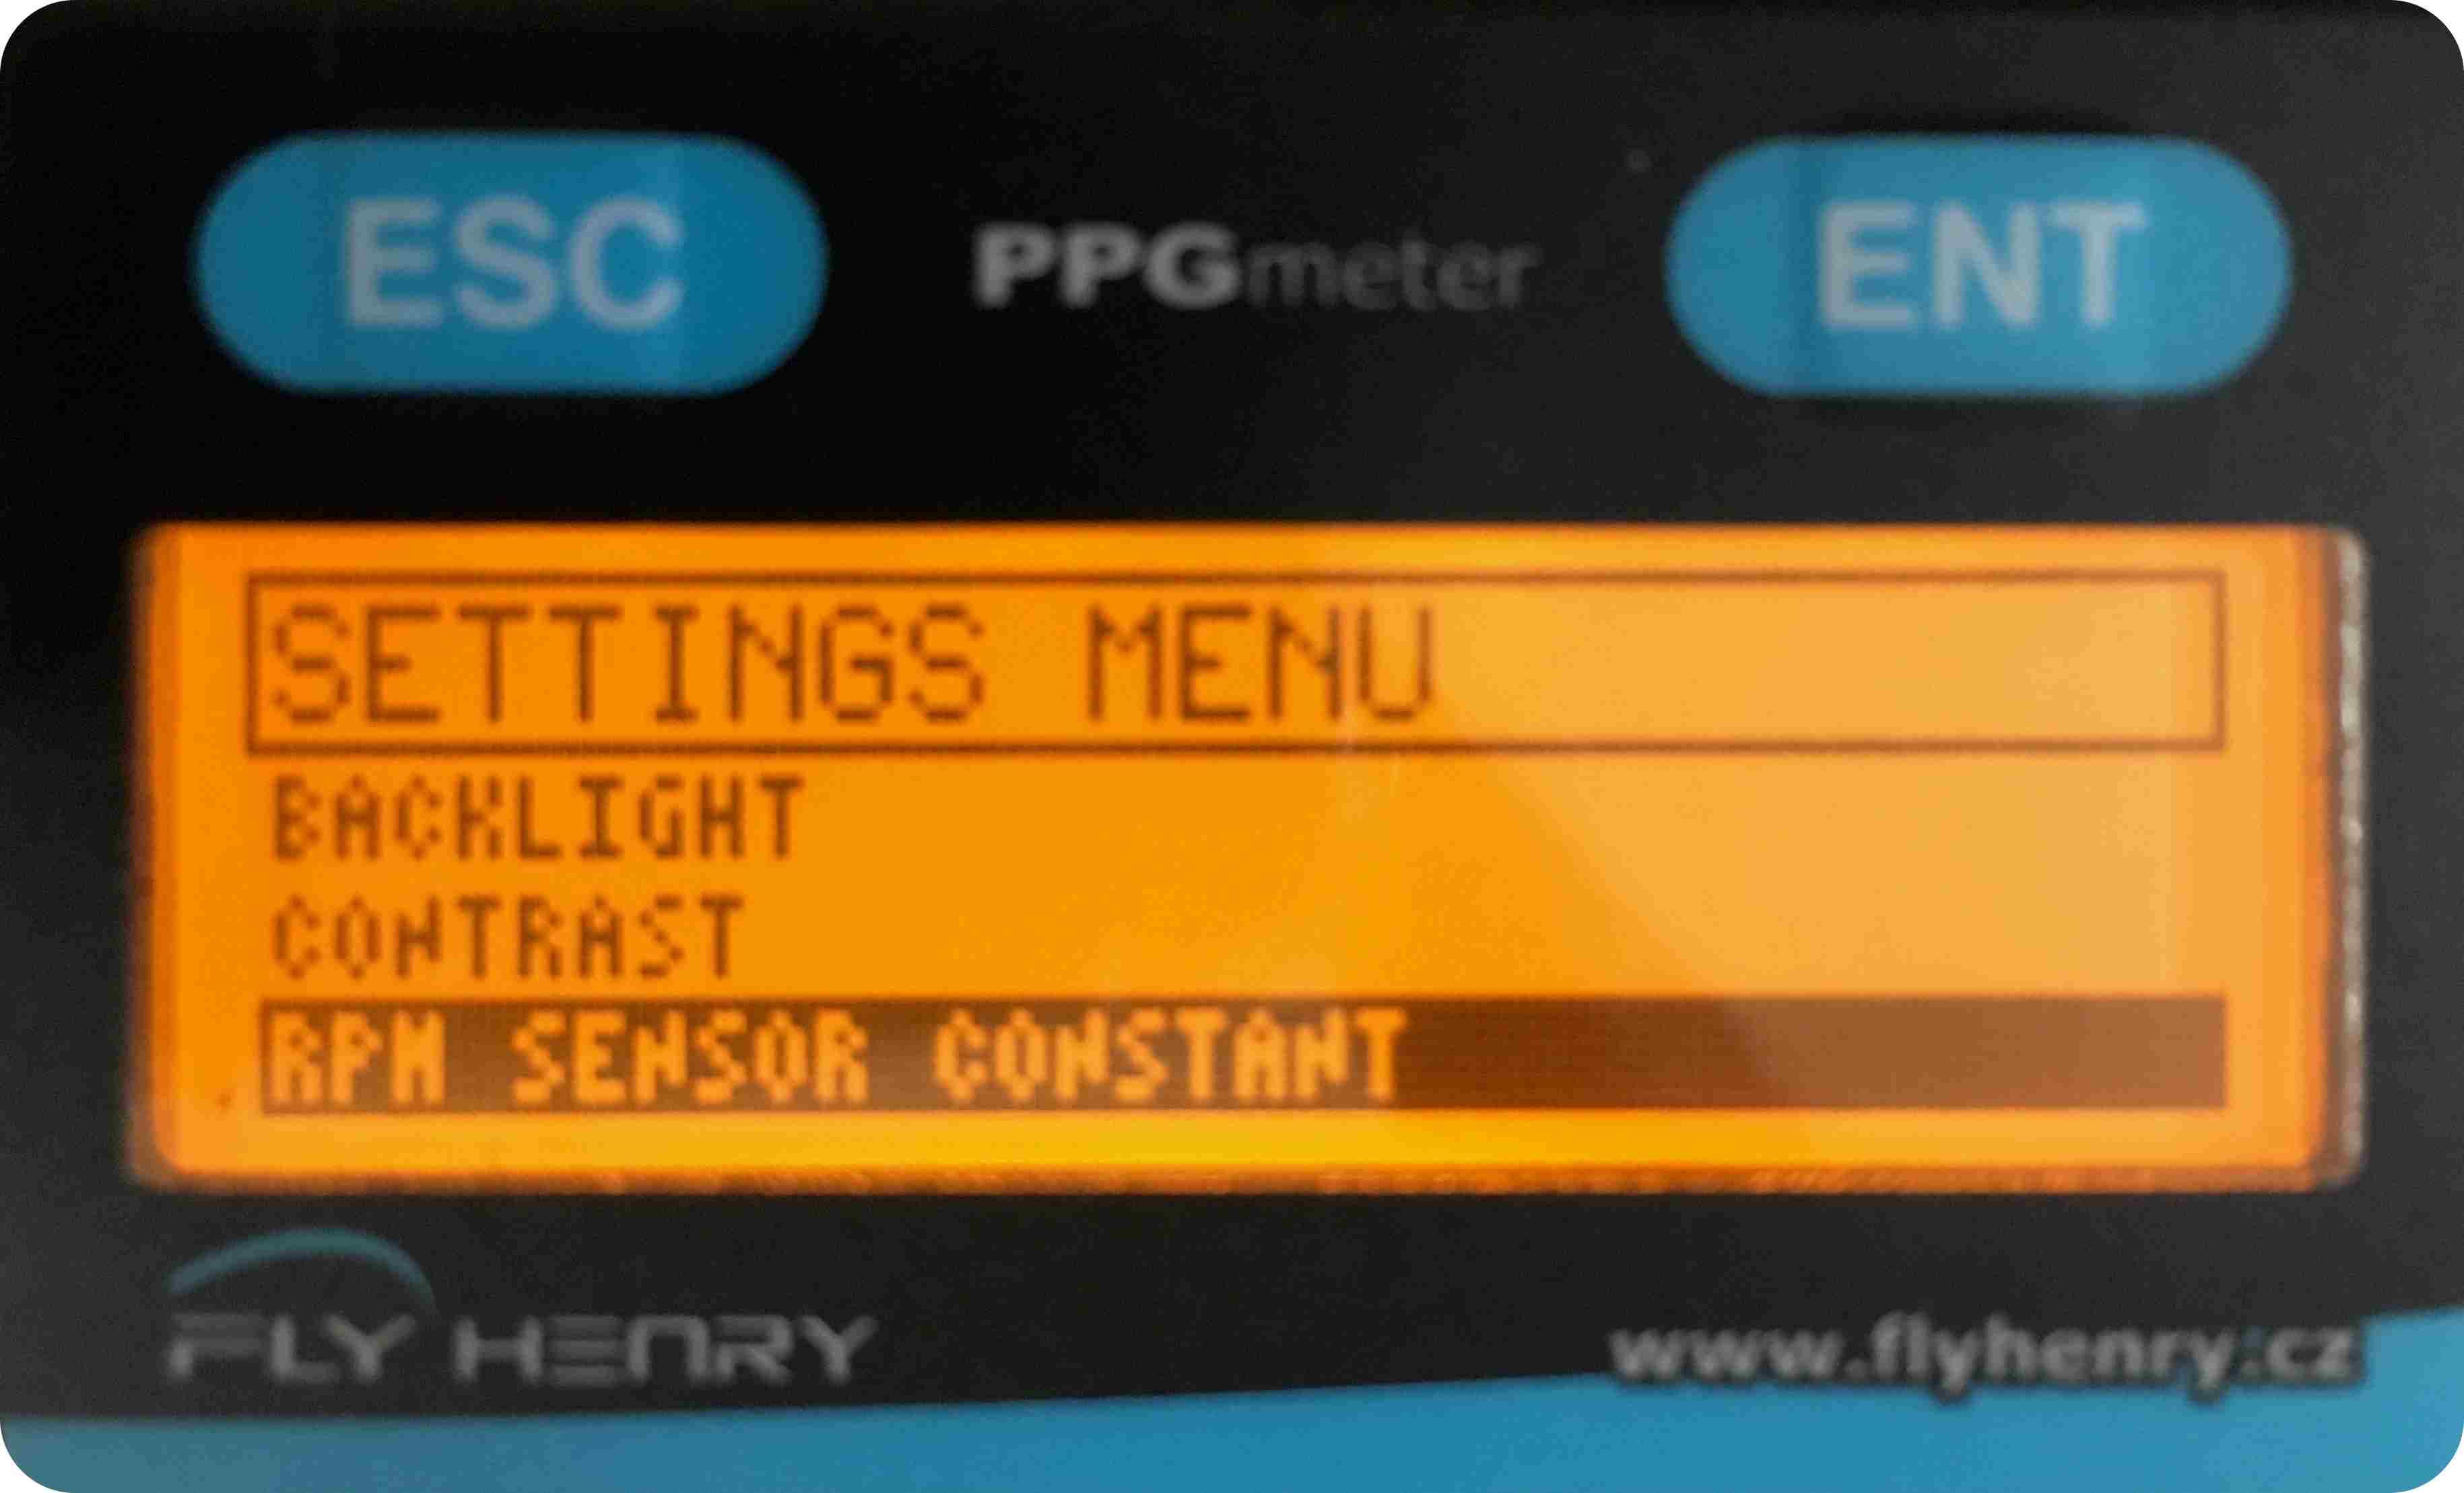 ESC PPGmeter ENT
SETTINGS MENU
BACKLIGHT
CONTRAST
RPM SENSOR CONSTANT
FLY HENRY www.flyhenry.cz